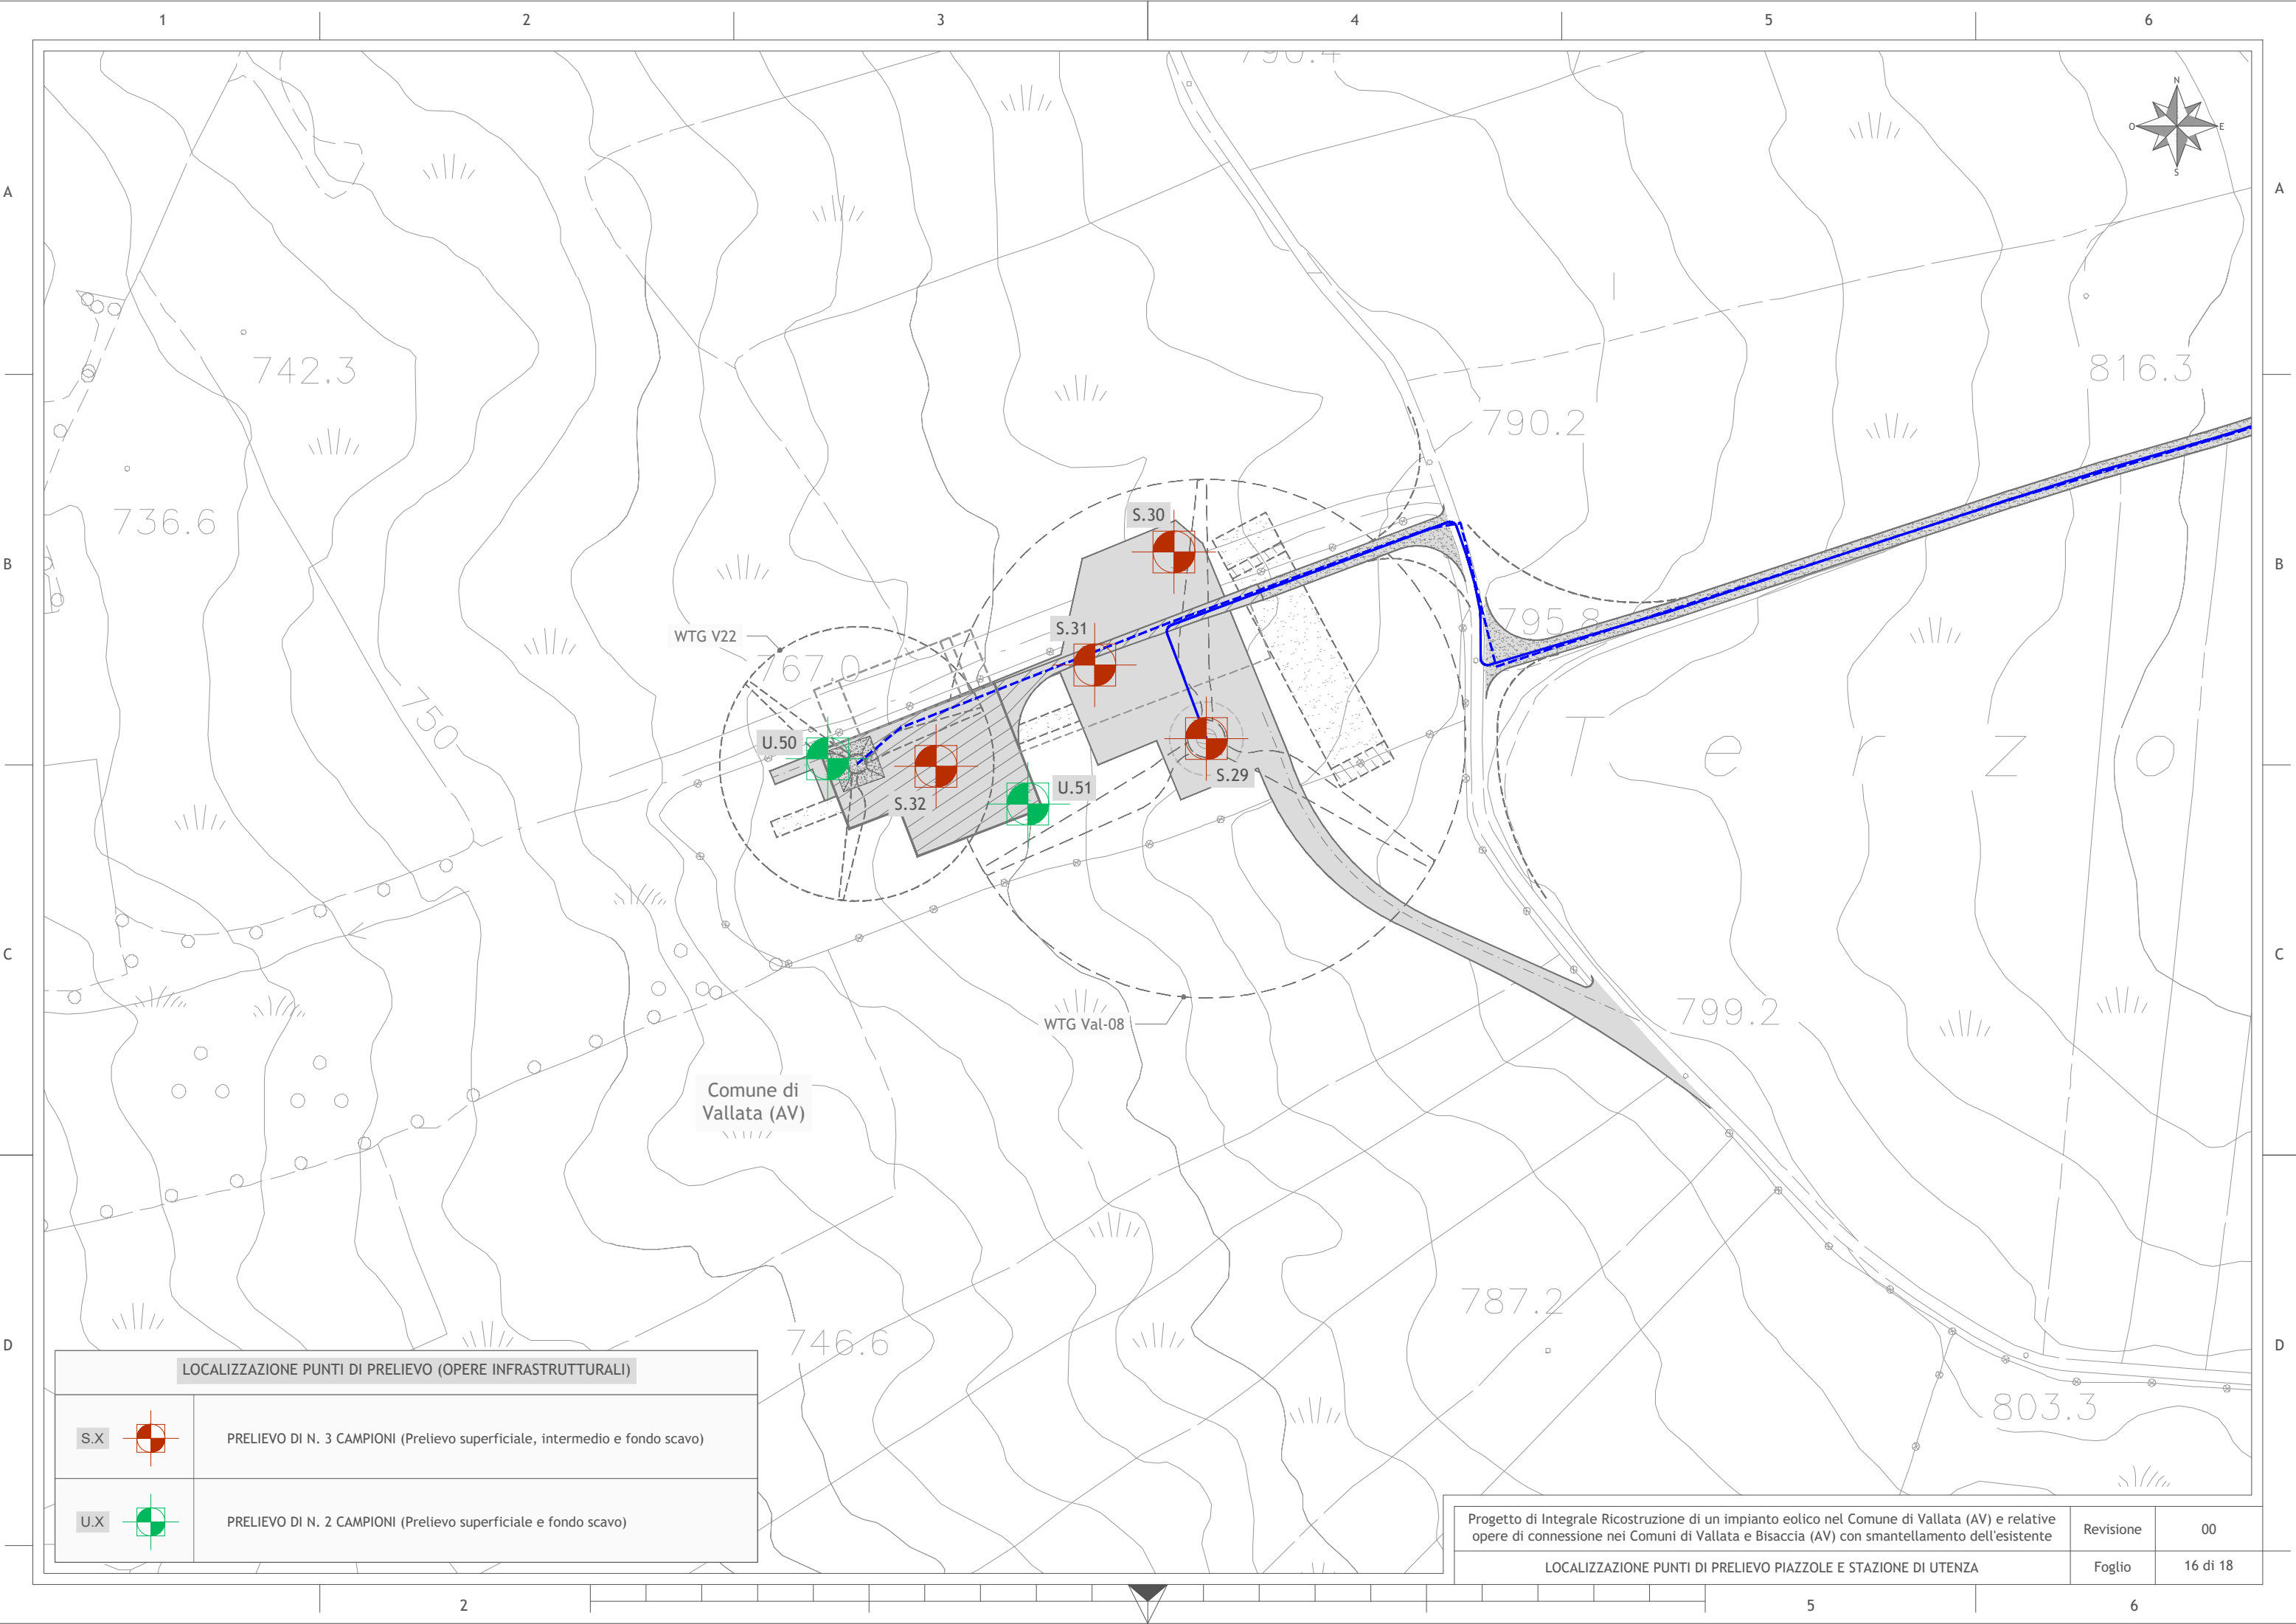 1 2 3 4 5 6
790.4
N
O E
S
A A
742.3
816.3
790.2
736.6
S.30
B B
795.8
S.31
WTG V22
767.0
750
U.50
Terzo
S.29
U.51
S.32
C C
799.2
WTG Val-08
Comune di
Vallata (AV)
787.2
746.6
D D
803.3
LOCALIZZAZIONE PUNTI DI PRELIEVO (OPERE INFRASTRUTTURALI)
S.X PRELIEVO DI N. 3 CAMPIONI (Prelievo superficiale, intermedio e fondo scavo)
U.X PRELIEVO DI N. 2 CAMPIONI (Prelievo superficiale e fondo scavo)
Progetto di Integrale Ricostruzione di un impianto eolico nel Comune di Vallata (AV) e relative
opere di connessione nei Comuni di Vallata e Bisaccia (AV) con smantellamento dell'esistente
Revisione 00
LOCALIZZAZIONE PUNTI DI PRELIEVO PIAZZOLE E STAZIONE DI UTENZA
Foglio 16 di 18
2 5 6